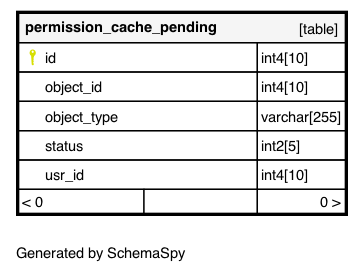 permission_cache_pending [table]
id int4[10]
object_id int4[10]
object_type varchar[255]
status int2[5]
usr_id int4[10]
< 0 0 >
Generated by SchemaSpy